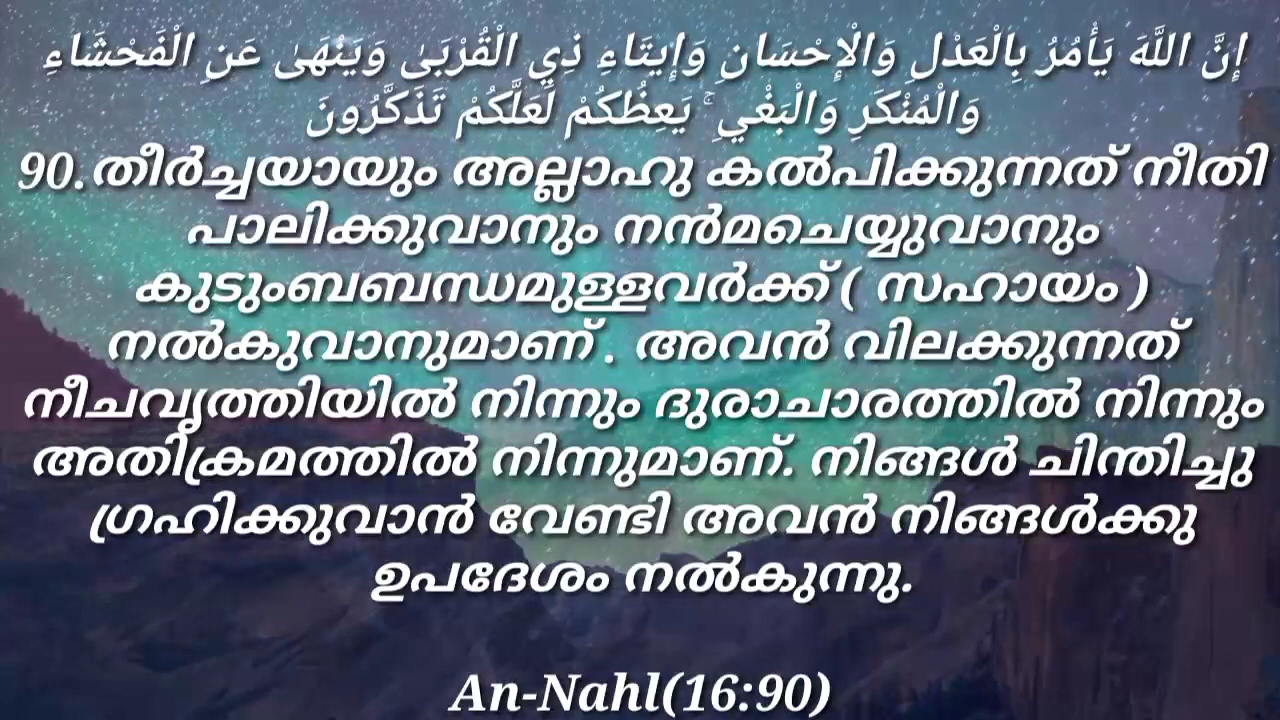 إِنَّ اللَّهَ يَأْمُرُ بِالْعَدْلِ وَالْإِحْسَانِ وَإِيتَاءِ ذِي الْقُرْبَىٰ وَيَنْهَىٰ عَنِ الْفَحْشَاءِ
وَالْمُنْكَرِ وَالْبَغْيِ ۚ يَعِظُكُمْ لَعَلَّكُمْ تَذَكَّرُونَ
90.തീർച്ചയായും അല്ലാഹു കൽപിക്കുന്നത് നീതി
പാലിക്കുവാനും നൻമചെയ്യുവാനും
കുടുംബബന്ധമുള്ളവർക്ക് ( സഹായം )
നൽകുവാനുമാണ് . അവൻ വിലക്കുന്നത്
നീചവൃത്തിയിൽ നിന്നും ദുരാചാരത്തിൽ നിന്നും
അതിക്രമത്തിൽ നിന്നുമാണ്. നിങ്ങൾ ചിന്തിച്ചു
ഗ്രഹിക്കുവാൻ വേണ്ടി അവൻ നിങ്ങൾക്കു
ഉപദേശം നൽകുന്നു.
An-Nahl(16:90)